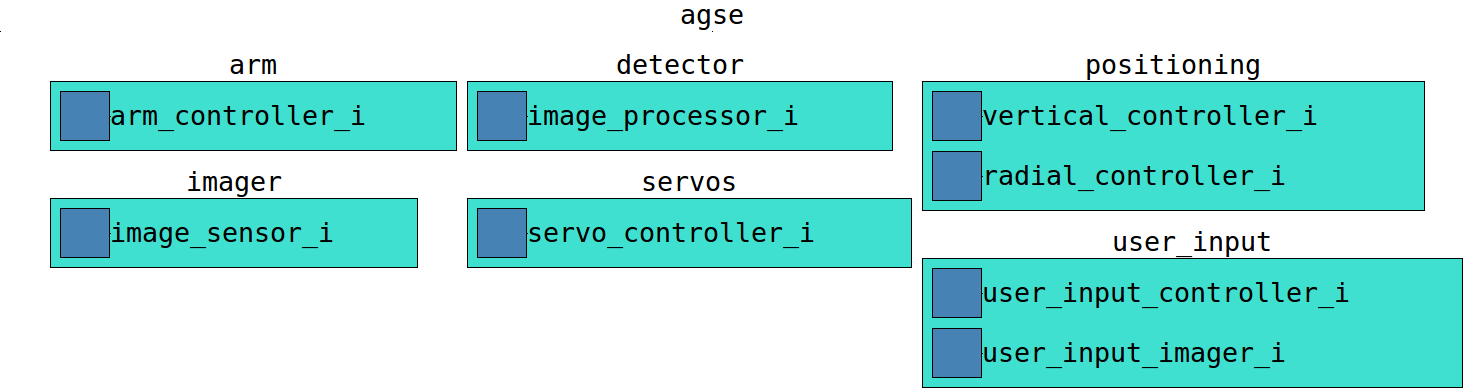 agse
arm
arm_controller_i
imager
image_sensor_i
detector
image_processor_i
servos
servo_controller_i
positioning
vertical_controller_i
radial_controller_i
user_input
user_input_controller_i
user_input_imager_i